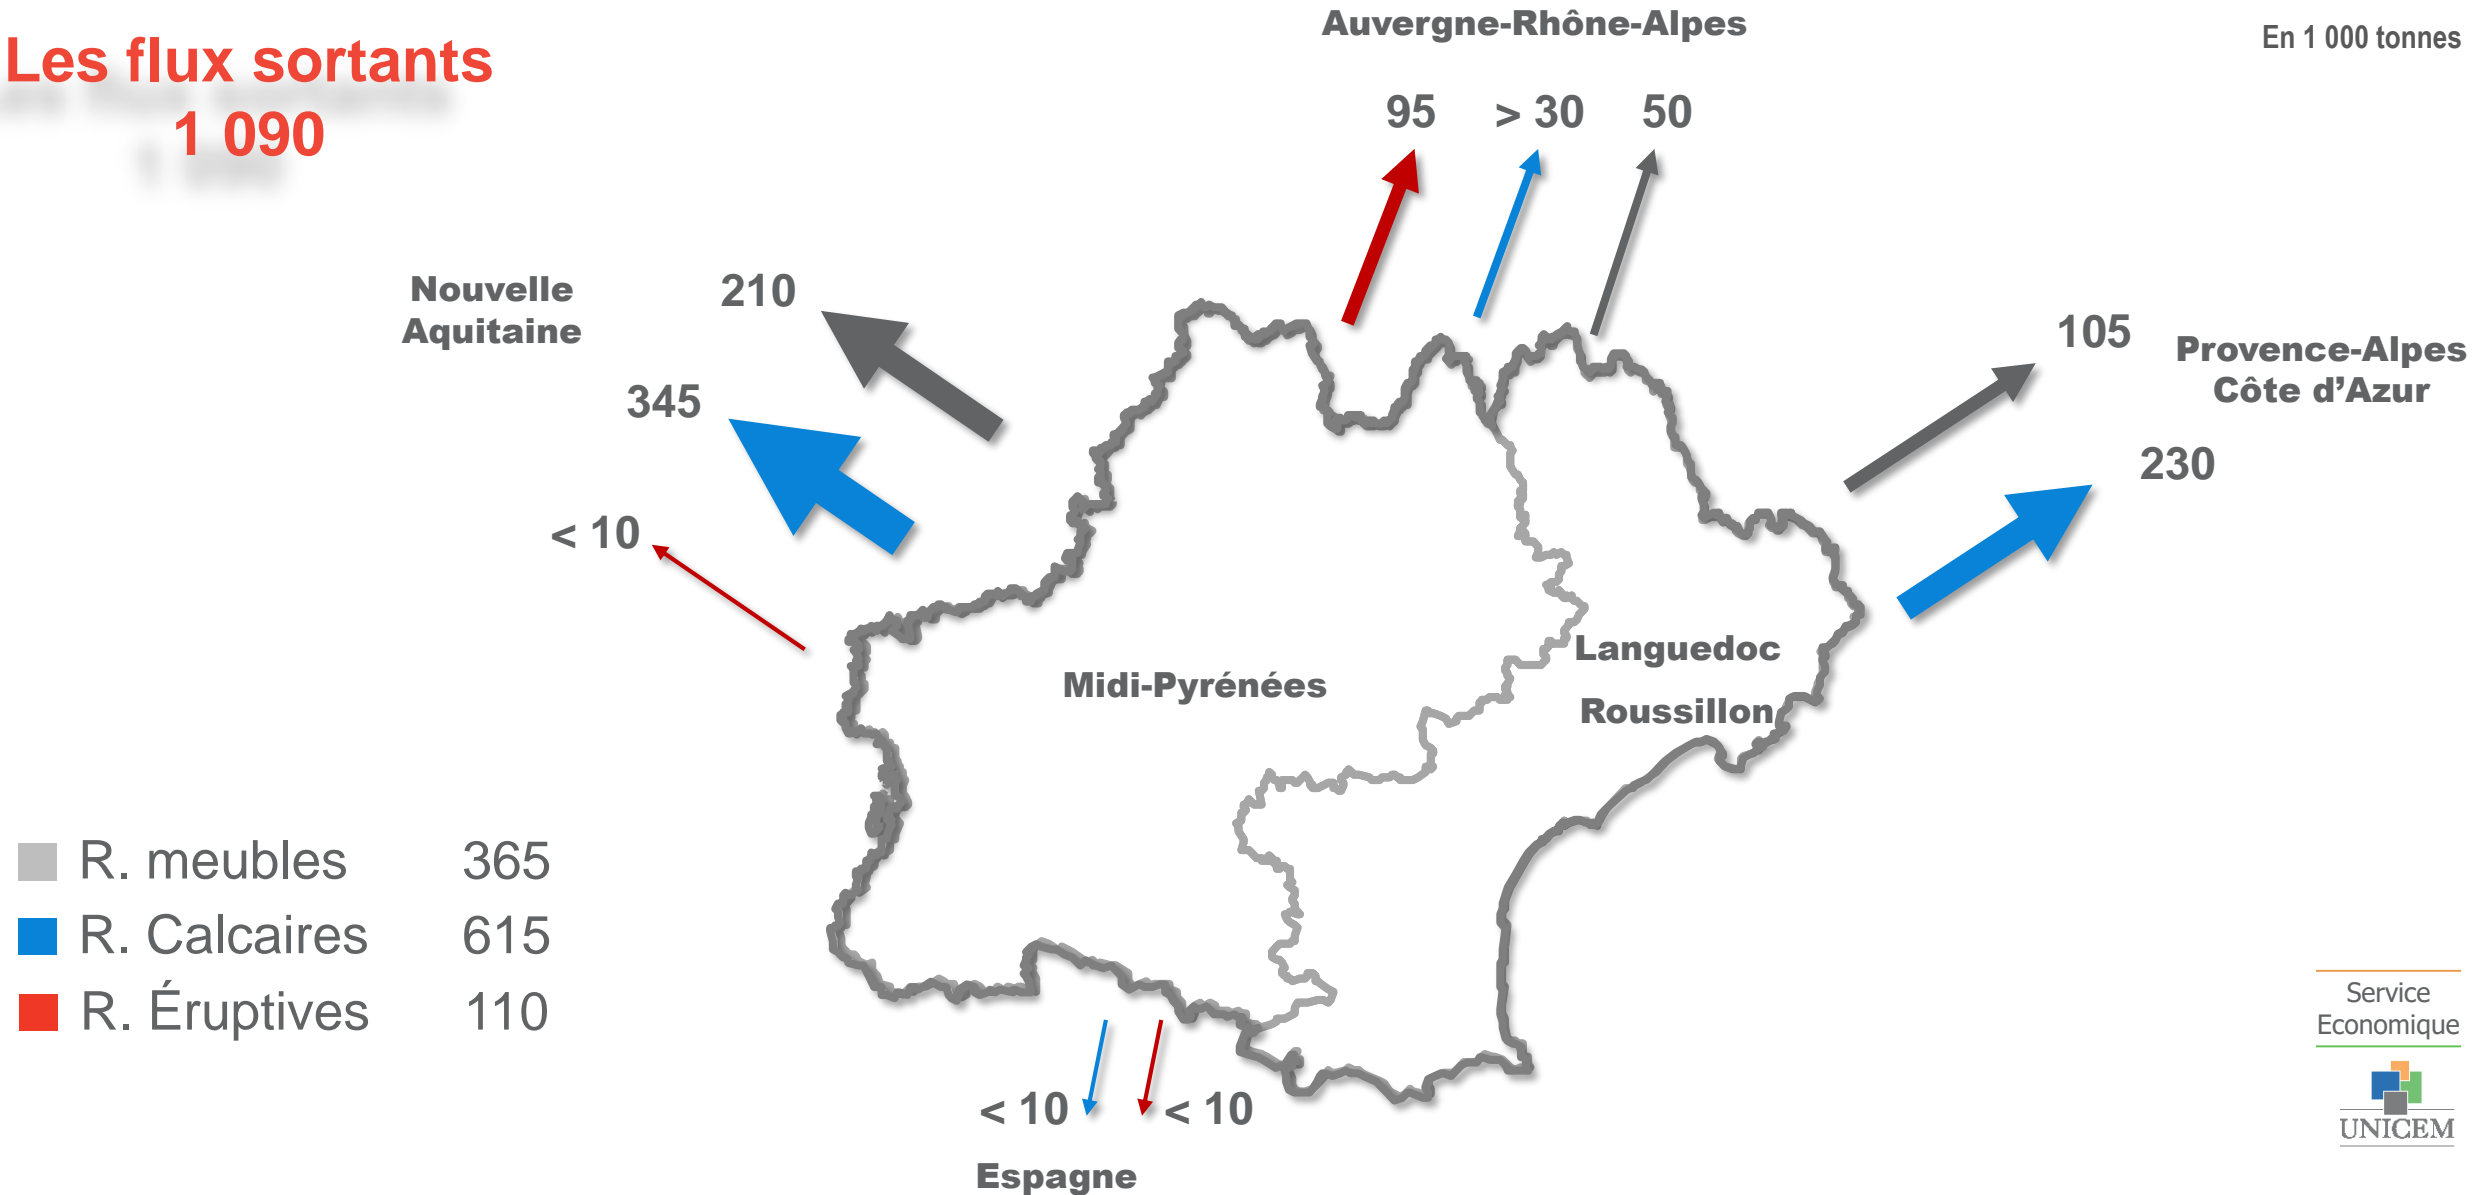 Les flux sortants
1 090
Auvergne-Rhône-Alpes
En 1 000 tonnes
95
> 30
50
Nouvelle
Aquitaine
210
345
< 10
105
Provence-Alpes
Côte d’Azur
230
Midi-Pyrénées
Languedoc
Roussillon
R. meubles 365
R. Calcaires 615
R. Éruptives 110
< 10
< 10
Espagne
Service
Economique
UNICEM